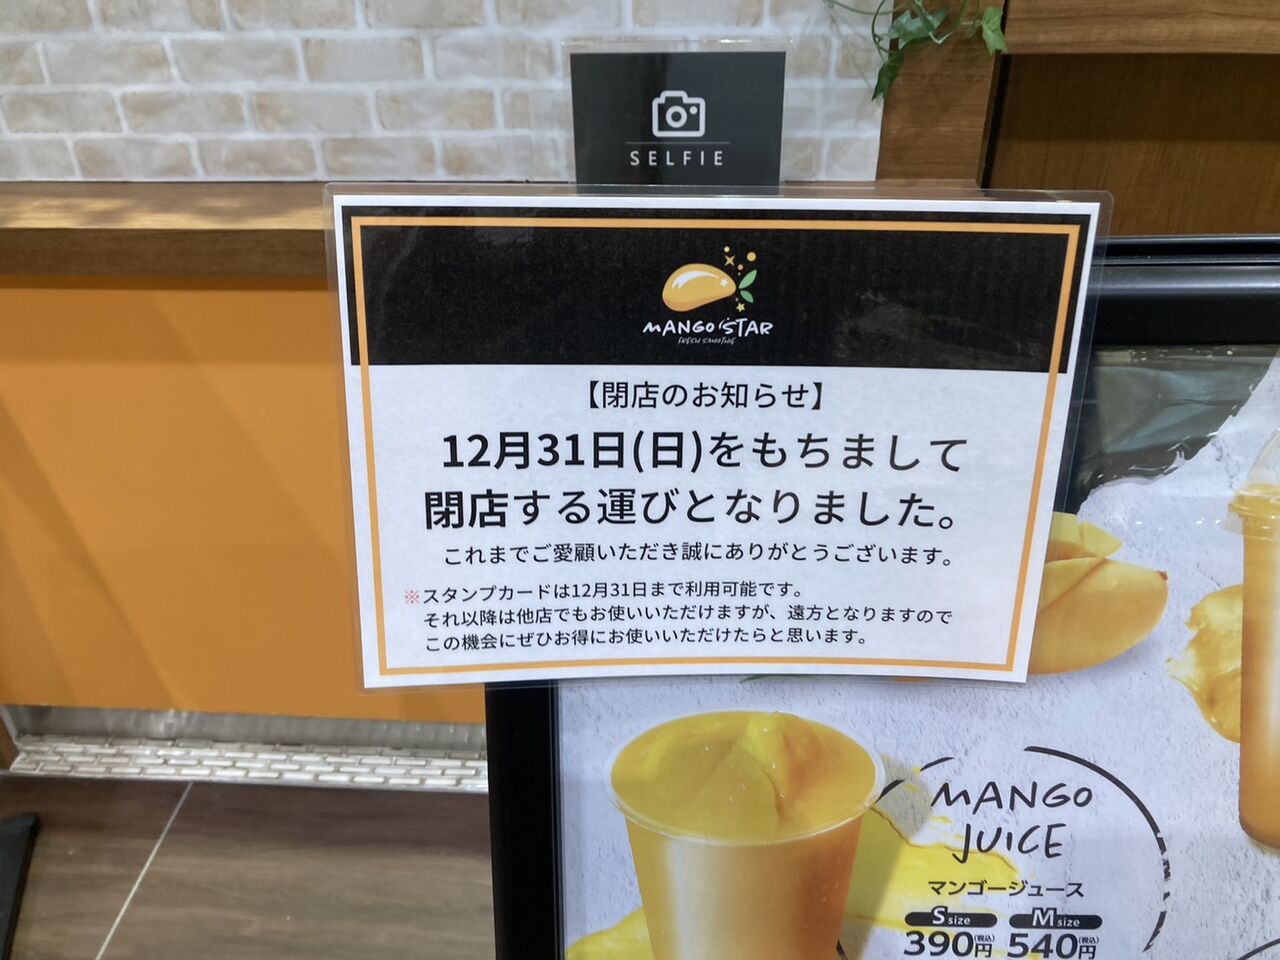 SELFIE
MANGO STAR
FRESH SMOOTHIE
【閉店のお知らせ】
12月31日(日)をもちまして
閉店する運びとなりました。
これまでご愛顧いただき誠にありがとうございます。
※スタンプカードは12月31日まで利用可能です。
それ以降は他店でもお使いいただけますが、遠方となりますので
この機会にぜひお得にお使いいただけたらと思います。
MANGO
JUICE
マンゴージュース
S size M size
390円(税込) 540円(税込)